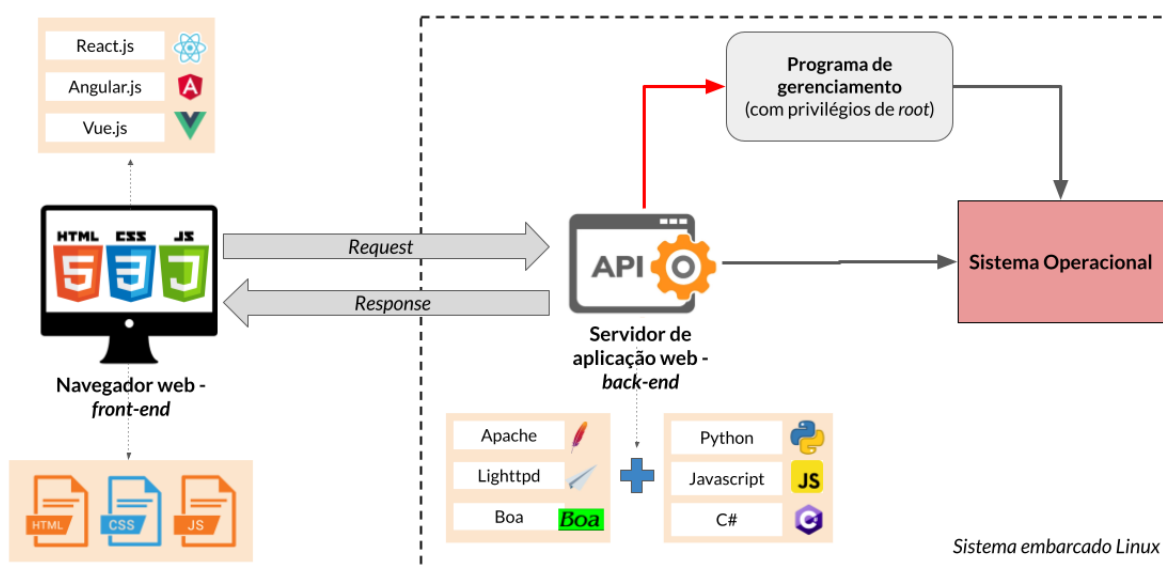 React.js
Angular.js
Vue.js
HTML
CSS
JS
5
3
Navegador web -
front-end
HTML
CSS
JS
Request
Response
API
Servidor de
aplicação web -
back-end
Apache
Lighttpd
Boa
Boa
Python
Javascript
JS
C#
C
Programa de
gerenciamento
(com privilégios de root)
Sistema Operacional
Sistema embarcado Linux